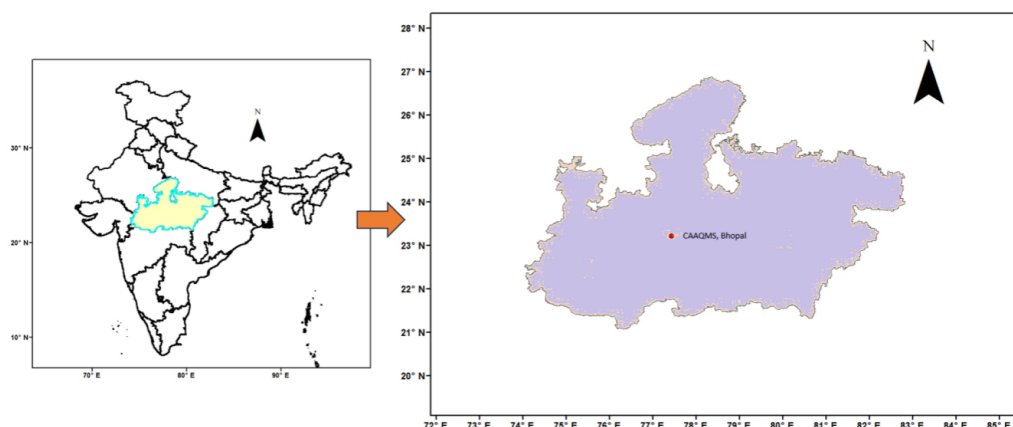 N
30° N
20° N
10° N
70° E 80° E 90° E
28° N
27° N
26° N
25° N
24° N
23° N
22° N
21° N
20° N
N
CAAQMS, Bhopal
72° E 73° E 74° E 75° E 76° E 77° E 78° E 79° E 80° E 81° E 82° E 83° E 84° E 85° E